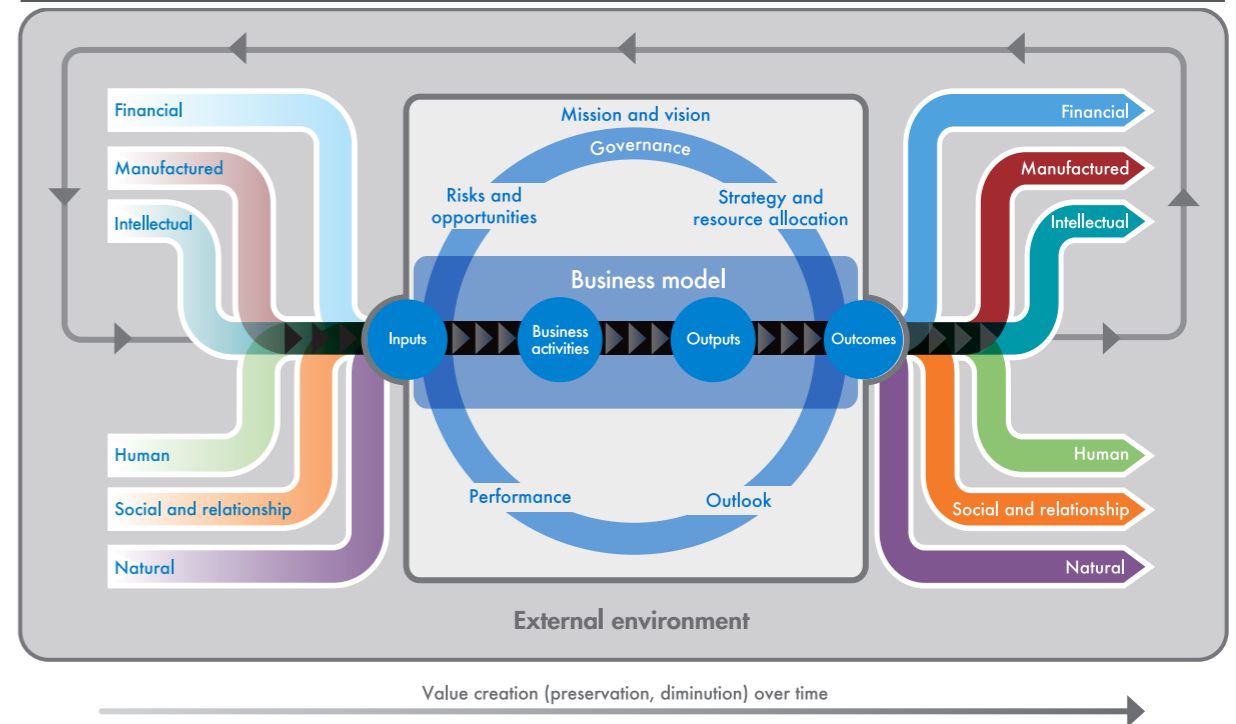 Financial
Manufactured
Intellectual
Human
Social and relationship
Natural
Mission and vision
Governance
Risks and
opportunities
Strategy and
resource allocation
Business model
Inputs
Business
activities
Outputs
Outcomes
Performance
Outlook
Financial
Manufactured
Intellectual
Human
Social and relationship
Natural
External environment
Value creation (preservation, diminution) over time